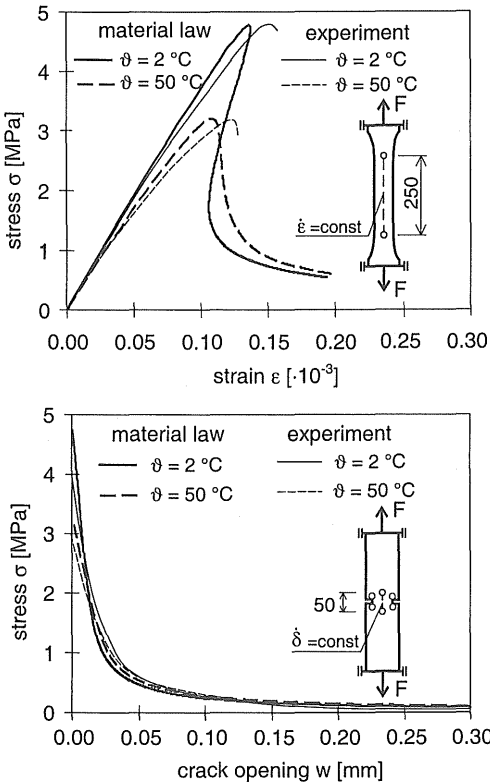 5
4
3
2
1
0
stress σ [MPa]
material law
ϑ = 2 °C
ϑ = 50 °C
experiment
ϑ = 2 °C
ϑ = 50 °C
F
250
ε̇ =const
F
0.00 0.05 0.10 0.15 0.20 0.25 0.30
strain ε [·10⁻³]
5
4
3
2
1
0
stress σ [MPa]
material law
ϑ = 2 °C
ϑ = 50 °C
experiment
ϑ = 2 °C
ϑ = 50 °C
F
50
δ̇ =const
F
0.00 0.05 0.10 0.15 0.20 0.25 0.30
crack opening w [mm]